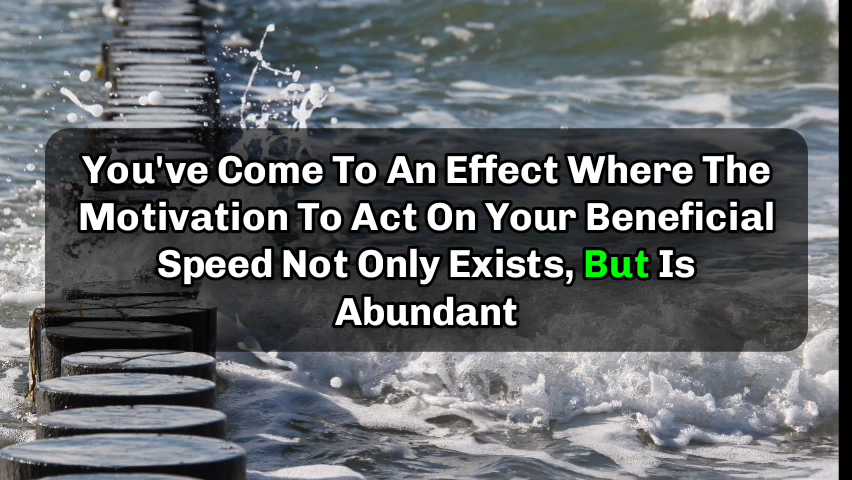 You've Come To An Effect Where The
Motivation To Act On Your Beneficial
Speed Not Only Exists, But Is
Abundant